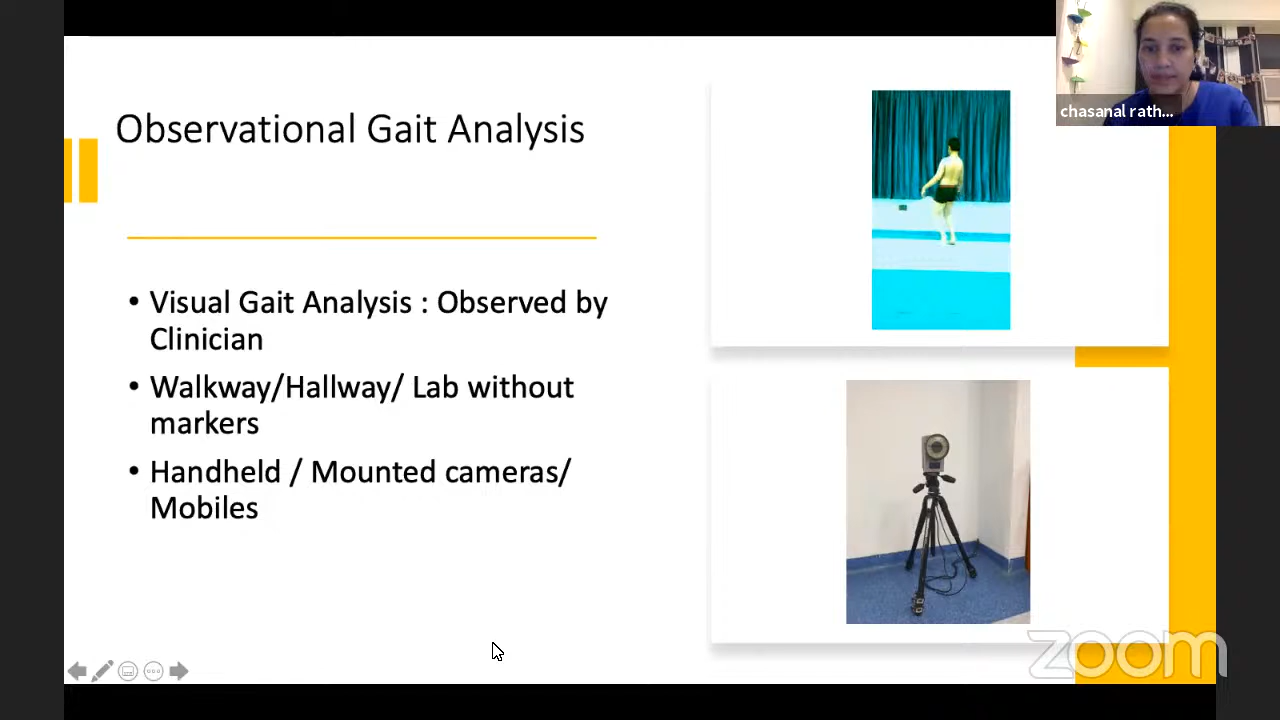 chasanal rath...
Observational Gait Analysis
• Visual Gait Analysis : Observed by
Clinician
• Walkway/Hallway/ Lab without
markers
• Handheld / Mounted cameras/
Mobiles
zoom